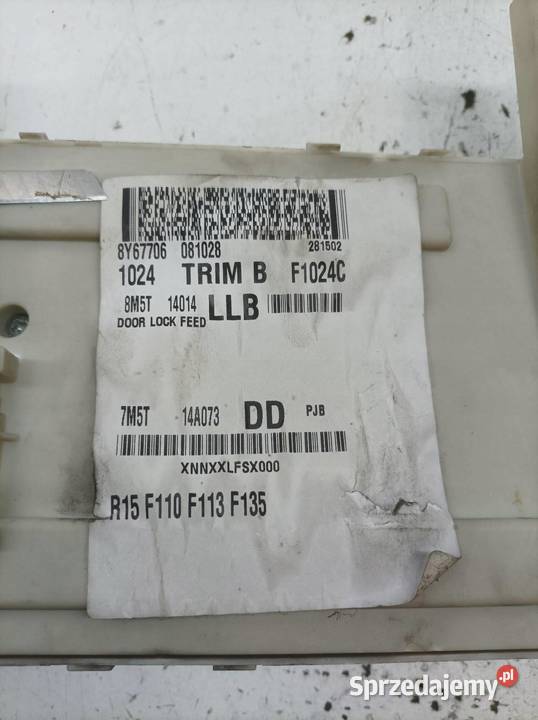 8Y67706 081028 281502
1024 TRIM B F1024C
8M5T 14014 LLB
DOOR LOCK FEED
7M5T 14A073 DD PJB
XNNXXLFSX000
R15 F110 F113 F135
Sprzedajemy.pl